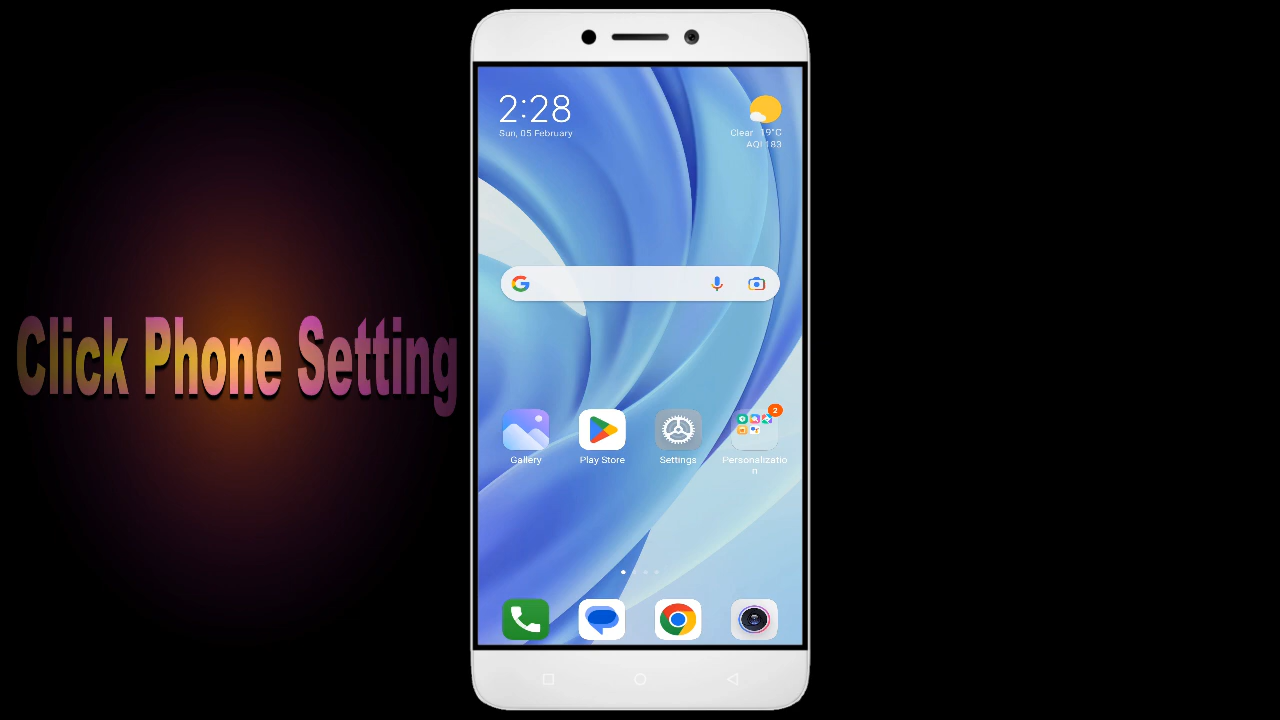 2:28
Sun, 05 February
Clear 19°C
AQI 183
Click Phone Setting
2
Gallery
Play Store
Settings
Personalizatio
n